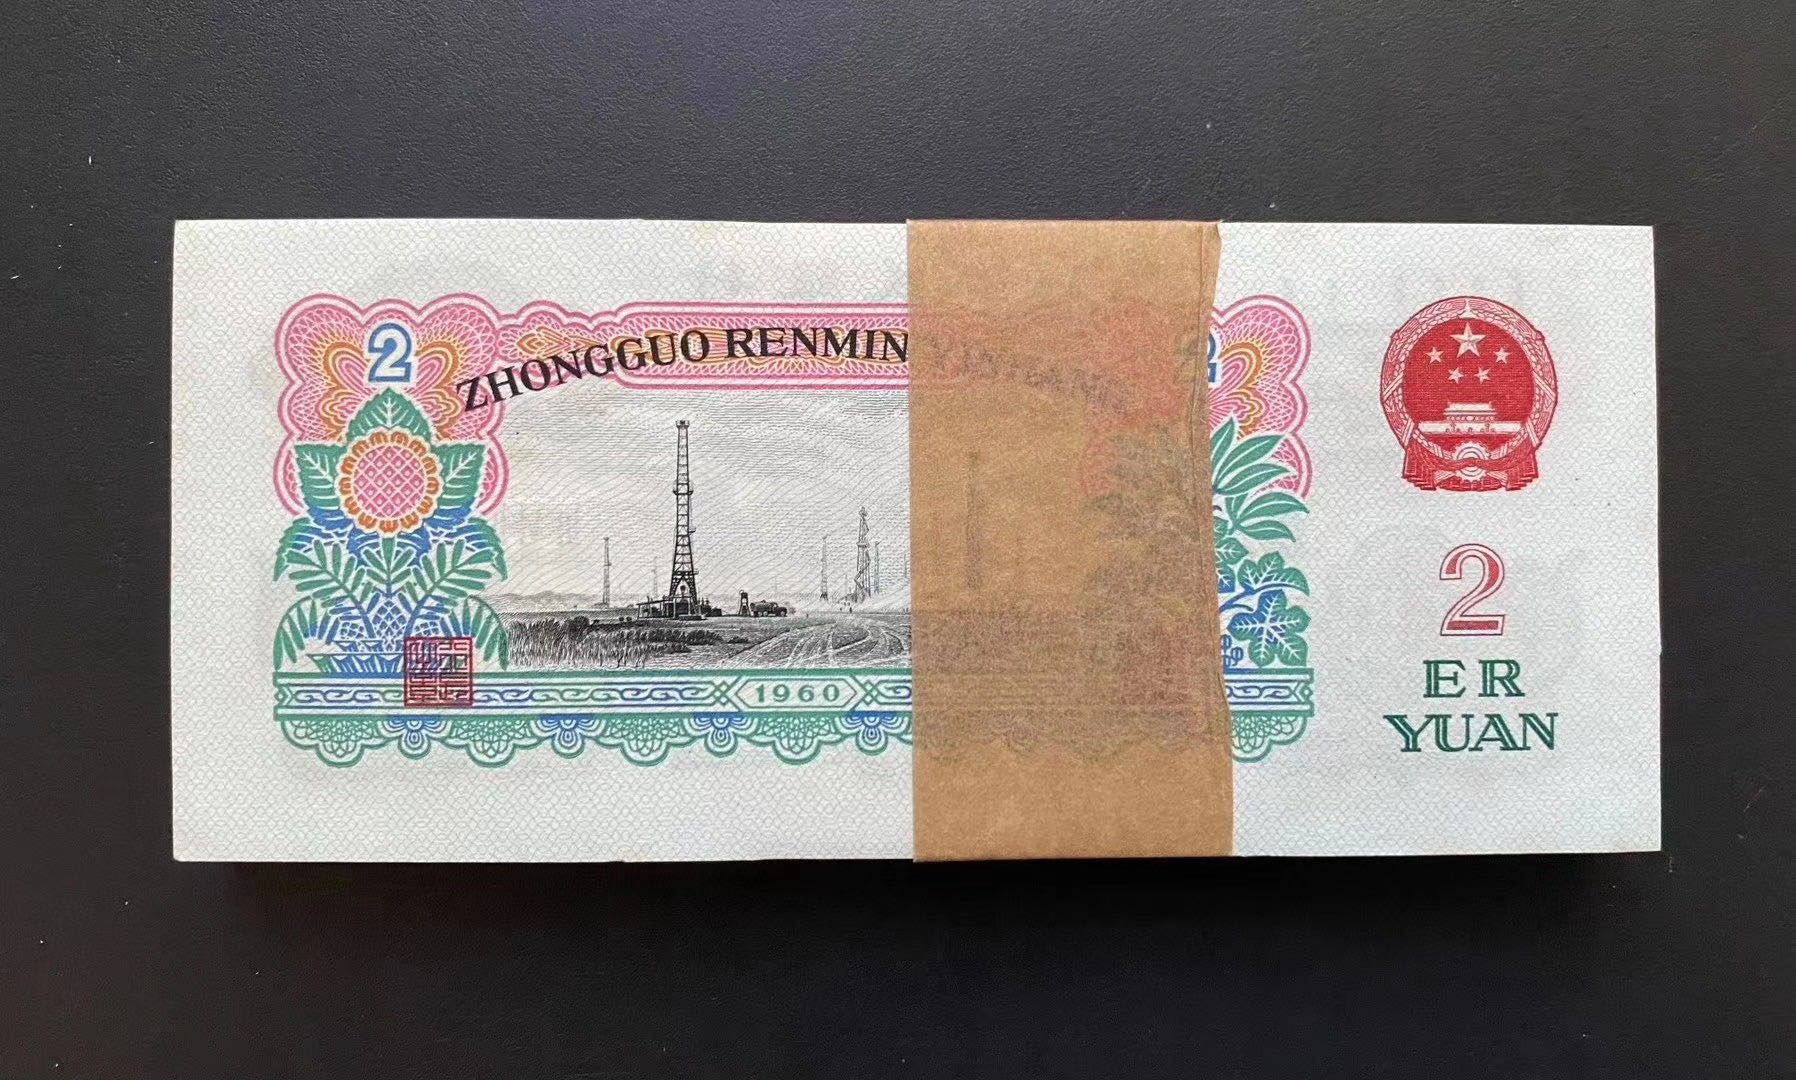 2
ZHONGGUO RENMIN
1960
2
ER
YUAN